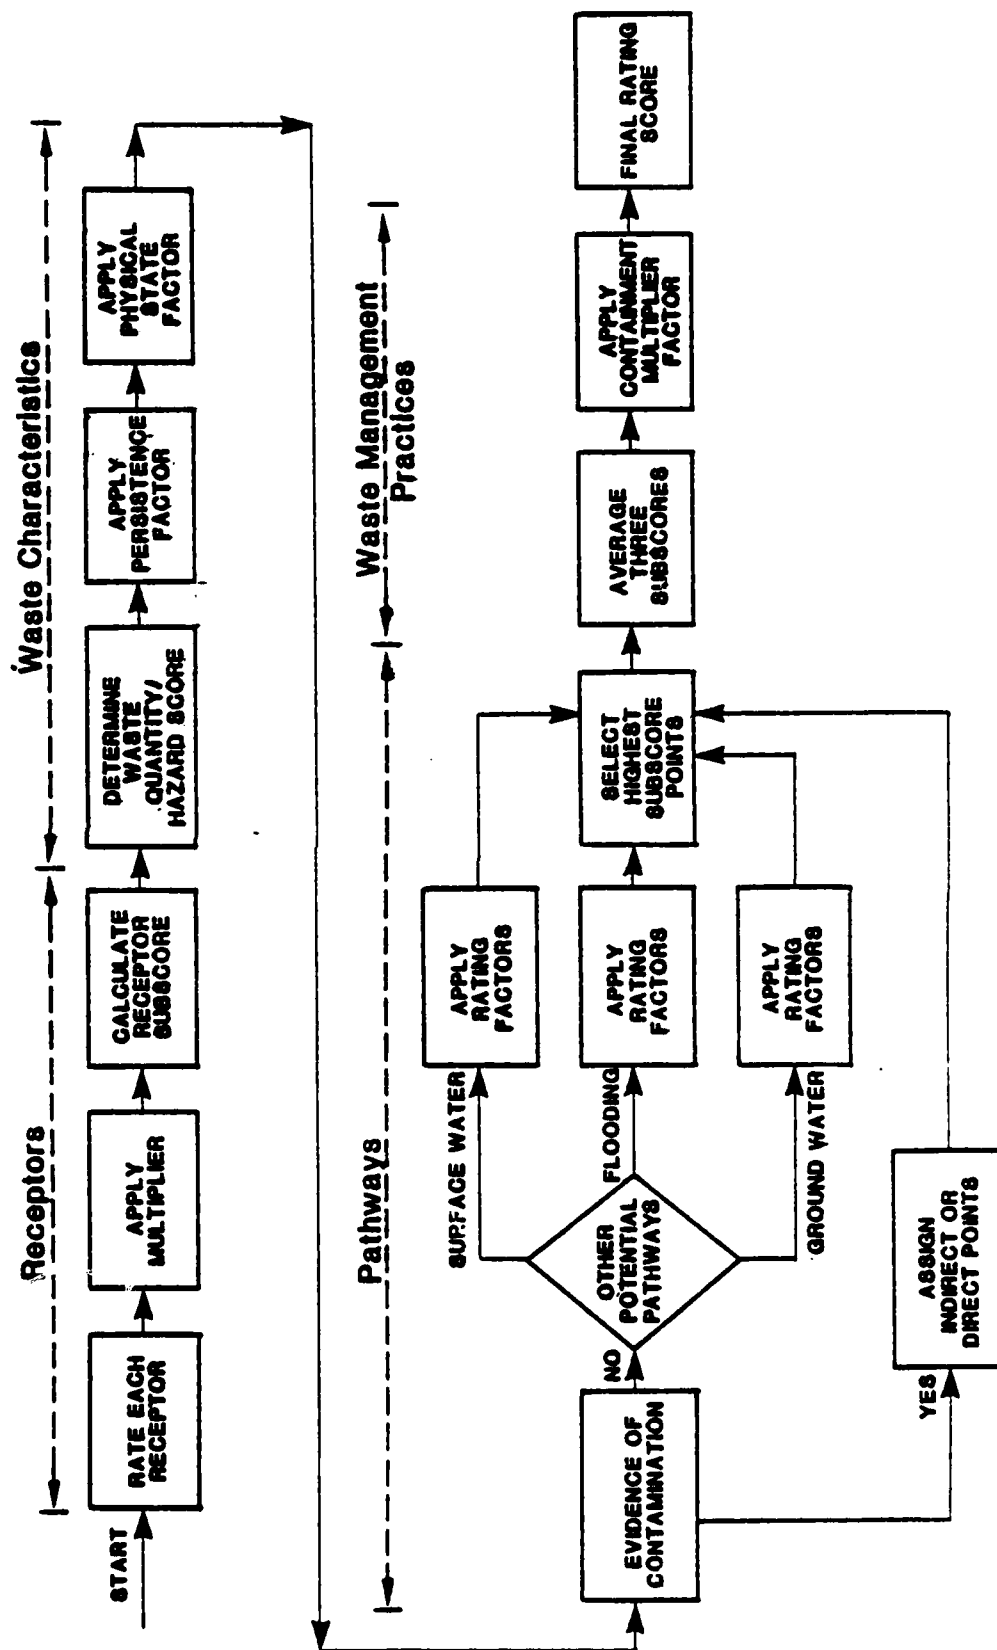 Receptors
Waste Characteristics
START
RATE EACH
RECEPTOR
APPLY
MULTIPLIER
CALCULATE
RECEPTOR
SUBSCORE
DETERMINE
WASTE
QUANTITY/
HAZARD SCORE
APPLY
PERSISTENCE
FACTOR
APPLY
PHYSICAL
STATE
FACTOR
Pathways
Waste Management
Practices
EVIDENCE OF
CONTAMINATION
NO
YES
OTHER
POTENTIAL
PATHWAYS
SURFACE WATER
FLOODING
GROUND WATER
ASSIGN
INDIRECT OR
DIRECT POINTS
APPLY
RATING
FACTORS
APPLY
RATING
FACTORS
APPLY
RATING
FACTORS
SELECT
HIGHEST
SUBSCORE
POINTS
AVERAGE
THREE
SUBSCORES
APPLY
CONTAINMENT
MULTIPLIER
FACTOR
FINAL RATING
SCORE